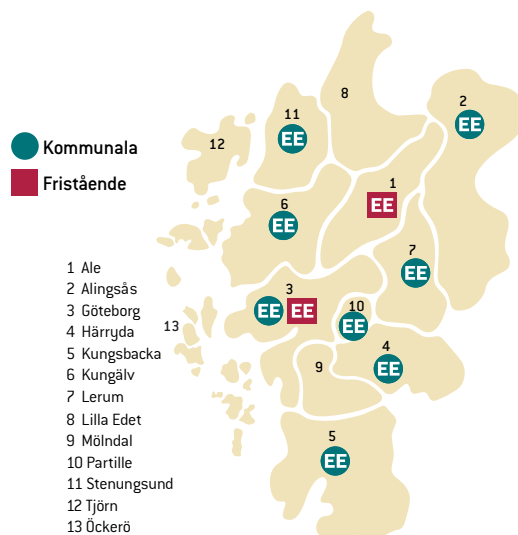 8
2
11
EE
EE
12
Kommunala
1
Fristående
EE
6
EE
7
EE
1 Ale
2 Alingsås
3 Göteborg
4 Härryda
5 Kungsbacka
6 Kungälv
7 Lerum
8 Lilla Edet
9 Mölndal
10 Partille
11 Stenungsund
12 Tjörn
13 Öckerö
3
10
EE
EE
13
EE
4
9
EE
5
EE